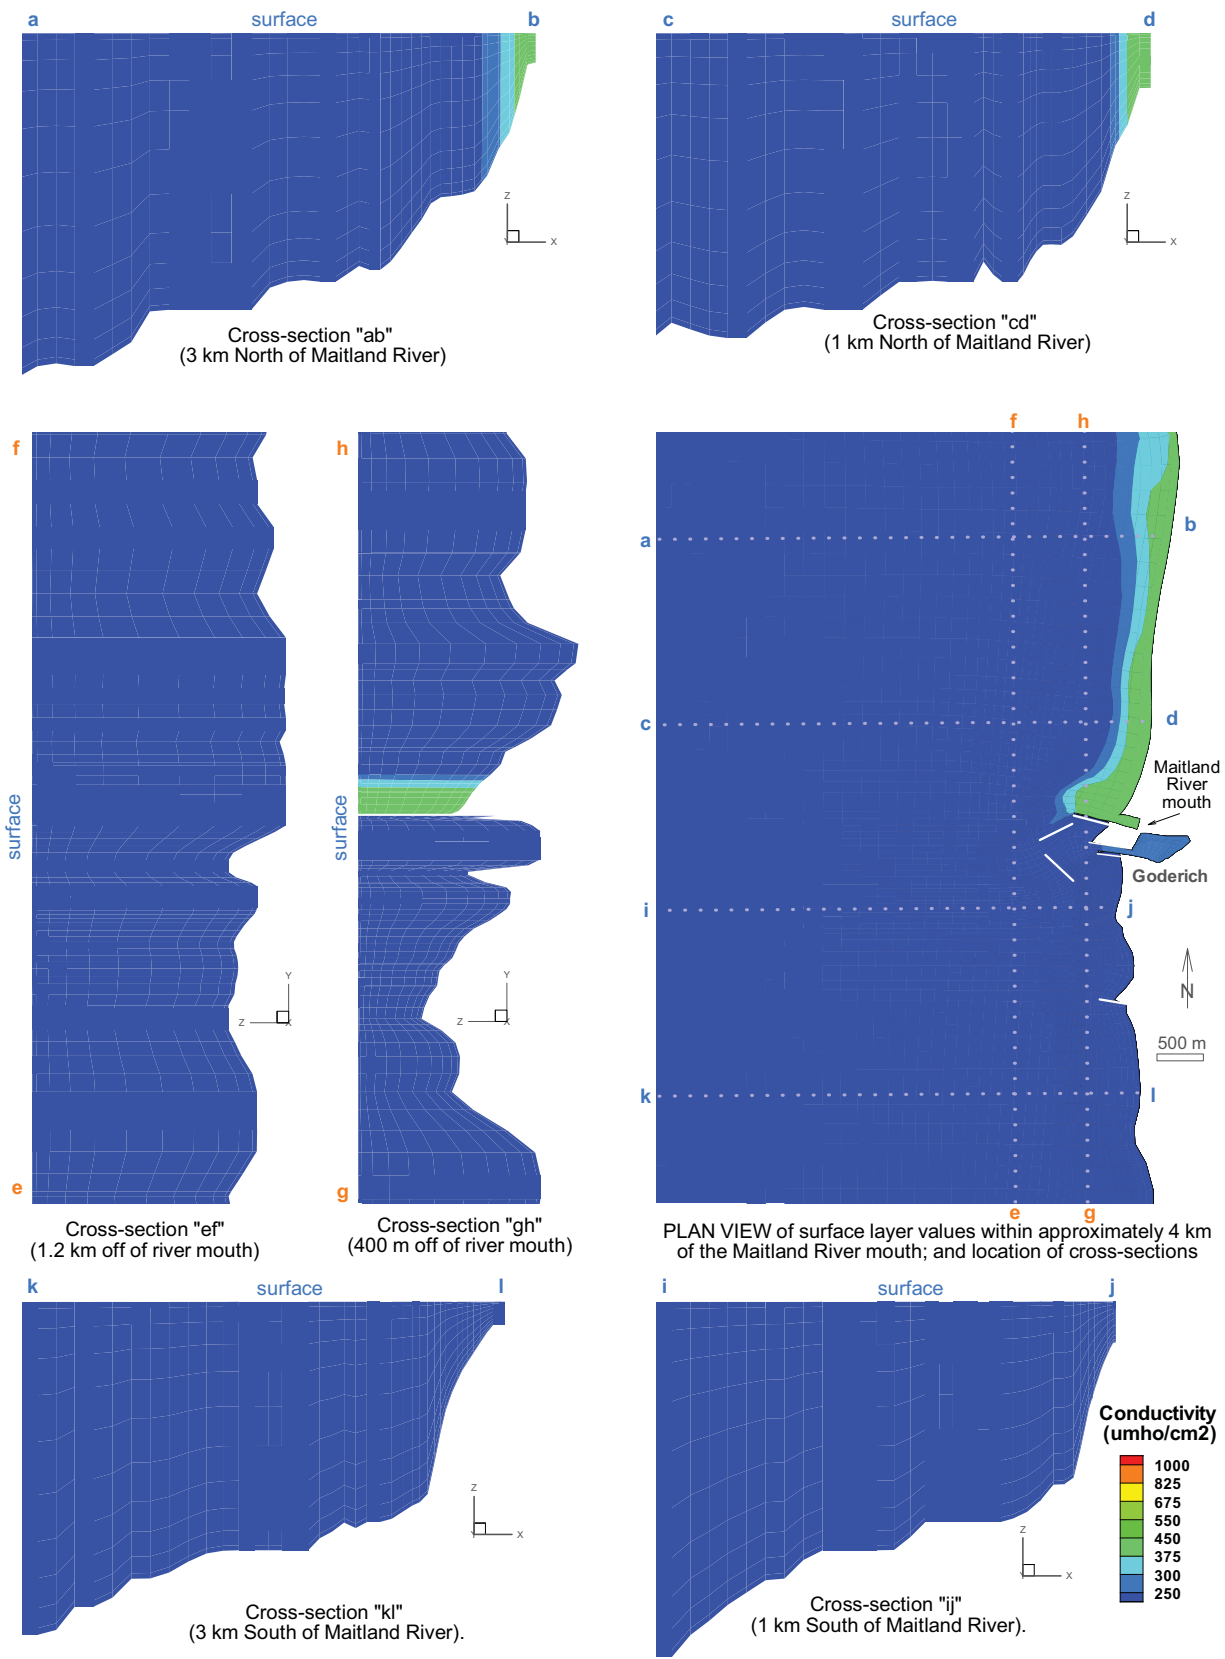 a surface b
c surface d
Z
X
Y
Z
X
Y
Cross-section "ab"
(3 km North of Maitland River)
Cross-section "cd"
(1 km North of Maitland River)
f
surface
e
Y
Z
X
Cross-section "ef"
(1.2 km off of river mouth)
h
surface
g
Y
Z
X
Cross-section "gh"
(400 m off of river mouth)
f h
a b
c d
Maitland
River
mouth
Goderich
i j
N
500 m
k l
e g
PLAN VIEW of surface layer values within approximately 4 km
of the Maitland River mouth; and location of cross-sections
k surface l
Z
X
Y
Cross-section "kl"
(3 km South of Maitland River).
i surface j
Z
X
Y
Cross-section "ij"
(1 km South of Maitland River).
Conductivity
(umho/cm2)
1000
825
675
550
450
375
300
250